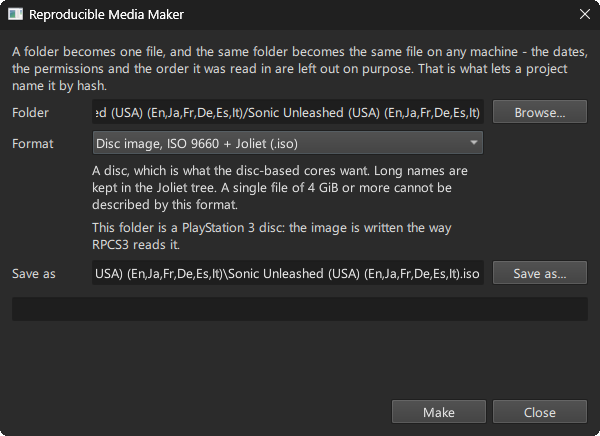 Reproducible Media Maker
A folder becomes one file, and the same folder becomes the same file on any machine - the dates,
the permissions and the order it was read in are left out on purpose. That is what lets a project
name it by hash.
Folder
ed (USA) (En,Ja,Fr,De,Es,It)/Sonic Unleashed (USA) (En,Ja,Fr,De,Es,It)
Browse...
Format
Disc image, ISO 9660 + Joliet (.iso)
A disc, which is what the disc-based cores want. Long names are
kept in the Joliet tree. A single file of 4 GiB or more cannot be
described by this format.
This folder is a PlayStation 3 disc: the image is written the way
RPCS3 reads it.
Save as
USA) (En,Ja,Fr,De,Es,It)\Sonic Unleashed (USA) (En,Ja,Fr,De,Es,It).iso
Save as...
Make
Close